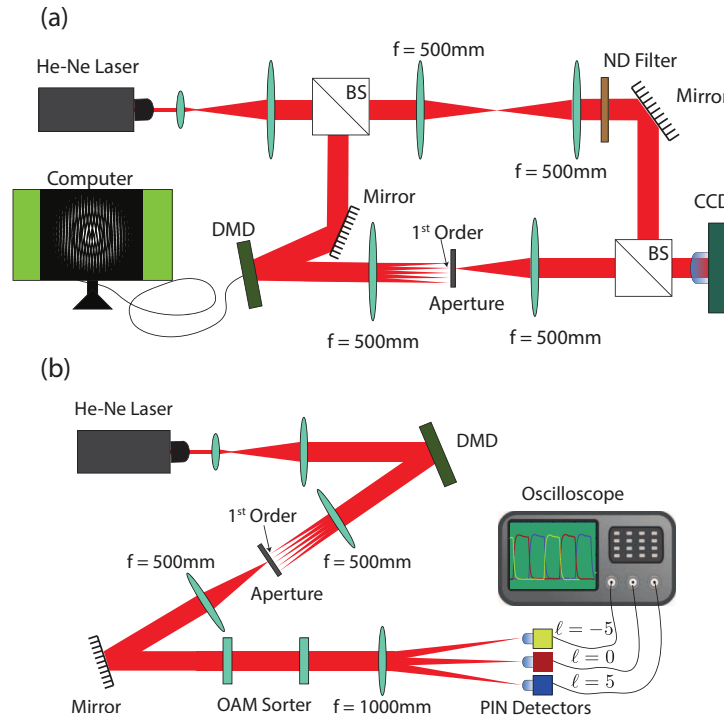 (a)
He-Ne Laser
BS
f = 500mm
ND Filter
Mirror
f = 500mm
CCD
Computer
Mirror
DMD
1st Order
BS
Aperture
f = 500mm
f = 500mm
(b)
He-Ne Laser
DMD
1st Order
Oscilloscope
f = 500mm
f = 500mm
Aperture
ℓ = −5
ℓ = 0
ℓ = 5
Mirror
OAM Sorter
f = 1000mm
PIN Detectors